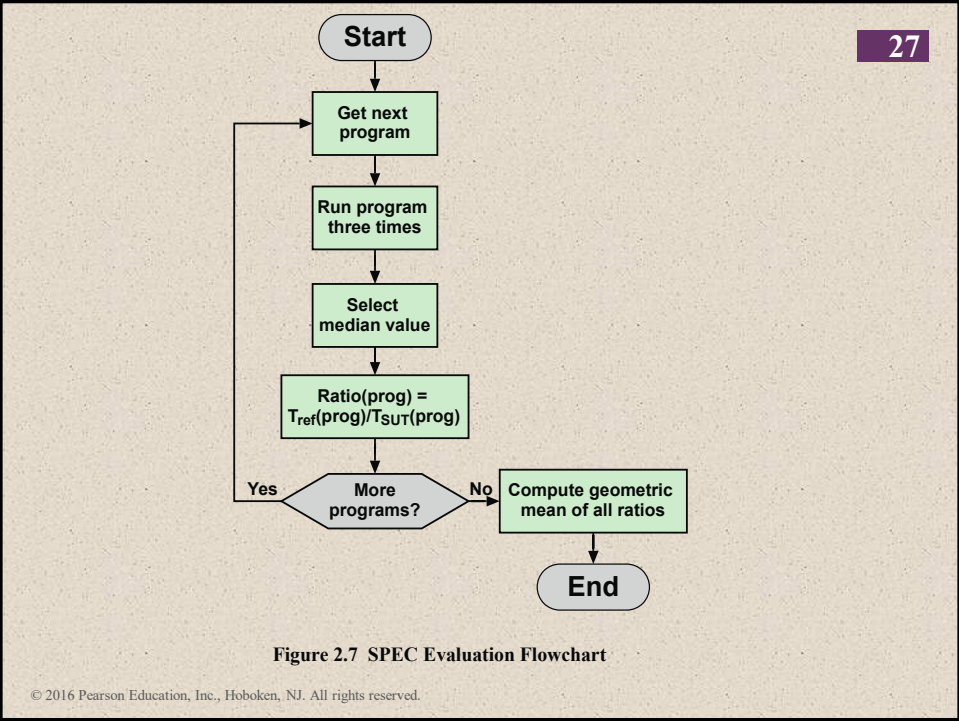 Start
27
Get next
program
Run program
three times
Select
median value
Ratio(prog) =
Tref(prog)/TSUT(prog)
Yes
More
programs?
No
Compute geometric
mean of all ratios
End
Figure 2.7 SPEC Evaluation Flowchart
© 2016 Pearson Education, Inc., Hoboken, NJ. All rights reserved.